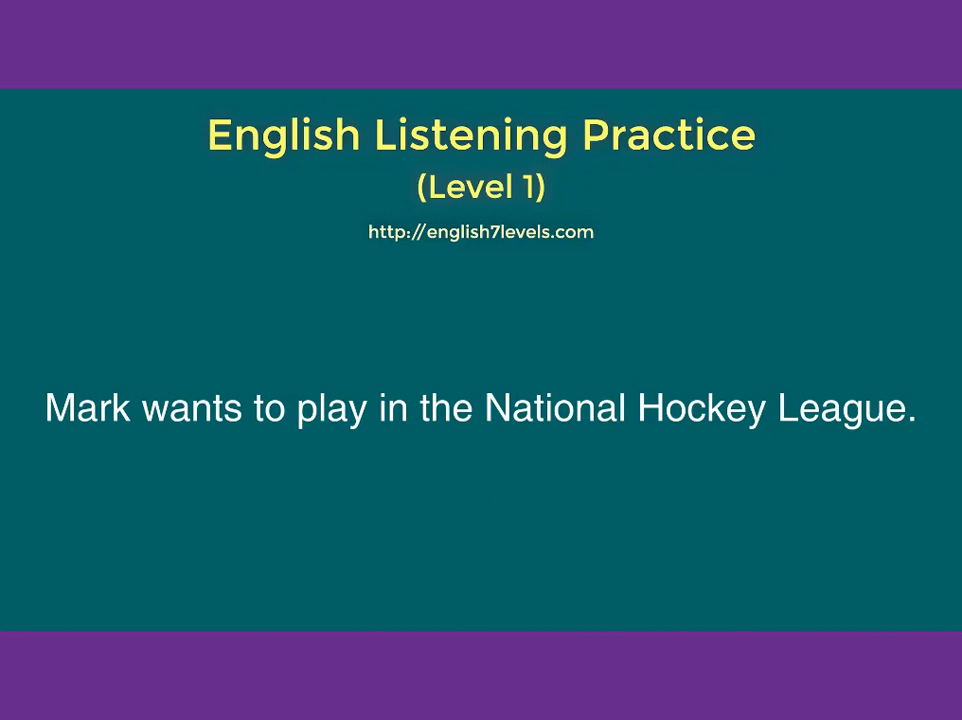 English Listening Practice
(Level 1)
http://english7levels.com
Mark wants to play in the National Hockey League.